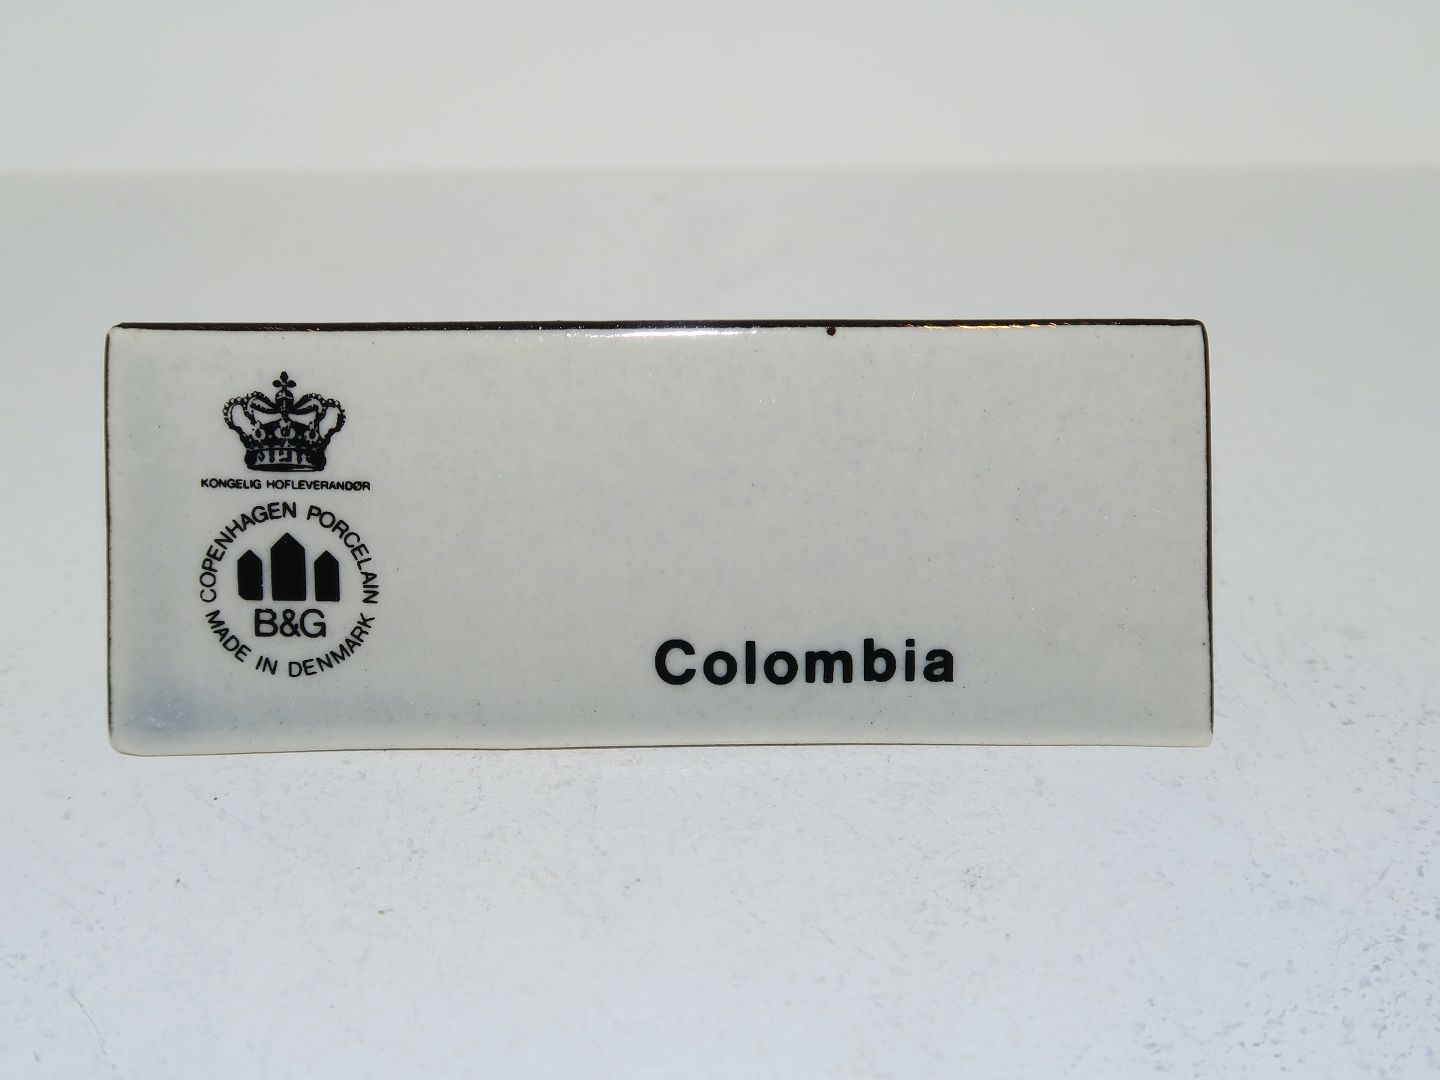 KONGELIG HOFLEVERANDØR
COPENHAGEN PORCELAIN
B&G
MADE IN DENMARK
Colombia